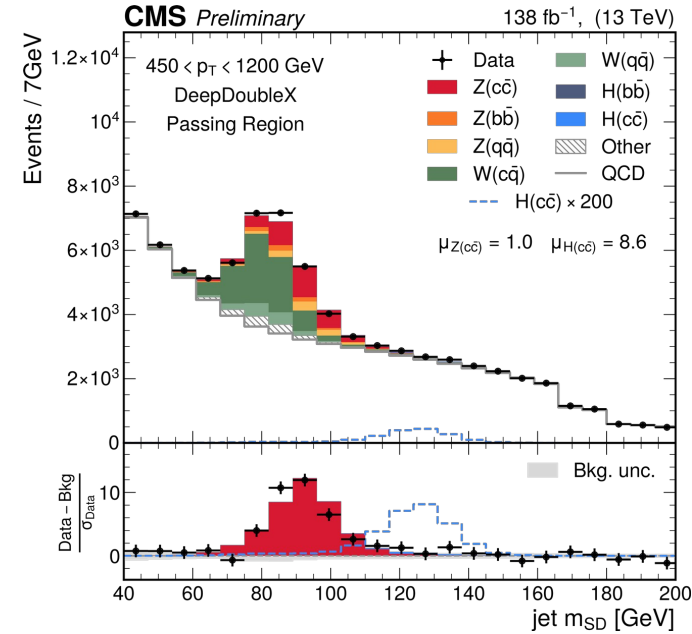 CMS Preliminary 138 fb⁻¹, (13 TeV)
Events / 7GeV
1.2×10⁴
10⁴
8×10³
6×10³
4×10³
2×10³
0
450 < p_T < 1200 GeV
DeepDoubleX
Passing Region
Data
Z(cc̄)
Z(bb̄)
Z(qq̄)
W(cq̄)
W(qq̄)
H(bb̄)
H(cc̄)
Other
QCD
H(cc̄) × 200
μ_Z(cc̄) = 1.0 μ_H(cc̄) = 8.6
Data − Bkg
σ_Data
10
0
Bkg. unc.
40 60 80 100 120 140 160 180 200
jet m_SD [GeV]